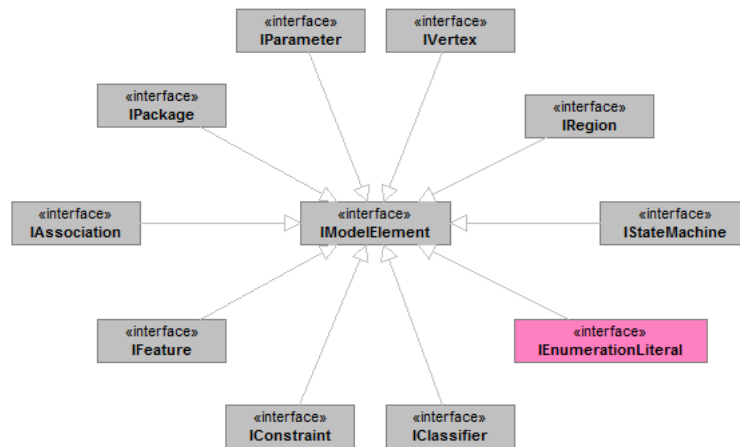 «interface»
IParameter
«interface»
IVertex
«interface»
IPackage
«interface»
IRegion
«interface»
IAssociation
«interface»
IModelElement
«interface»
IStateMachine
«interface»
IFeature
«interface»
IEnumerationLiteral
«interface»
IConstraint
«interface»
IClassifier